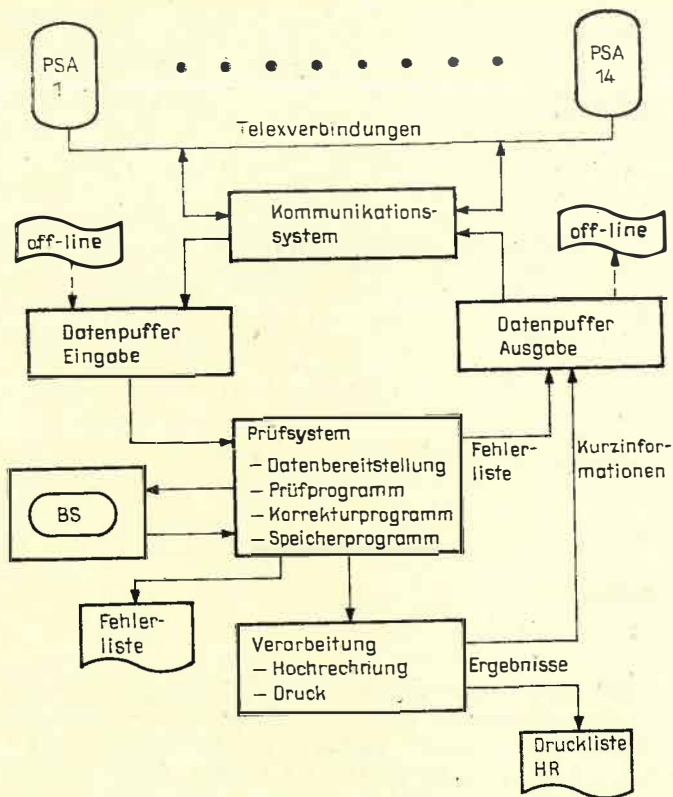 PSA
1
PSA
14
Telexverbindungen
Kommunikations-
system
off-line
off-line
Datenpuffer
Eingabe
Datenpuffer
Ausgabe
Prüfsystem
– Datenbereitstellung
– Prüfprogramm
– Korrekturprogramm
– Speicherprogramm
Fehler-
liste
Kurzinfor-
mationen
BS
Fehler-
liste
Verarbeitung
– Hochrechnung
– Druck
Ergebnisse
Druckliste
HR